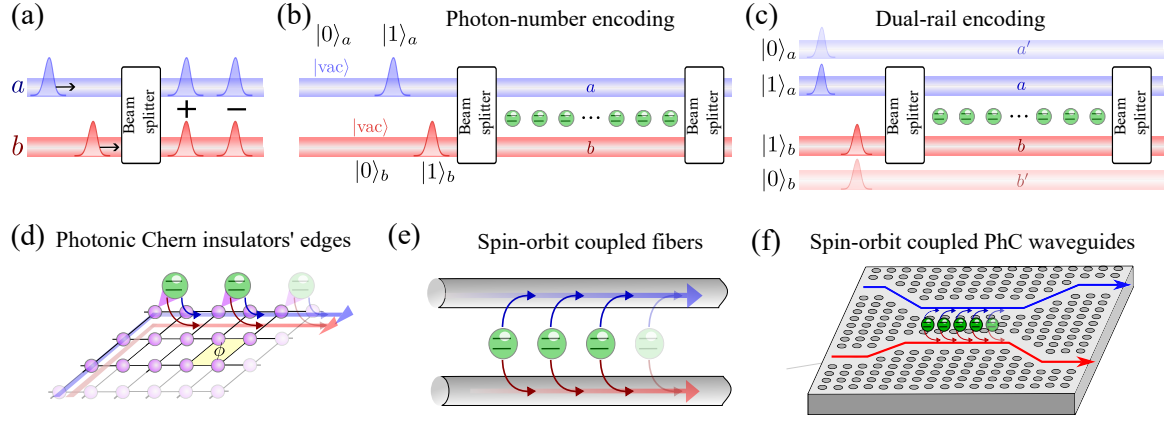 (a)
a
b
Beam
splitter
+ −
(b) Photon-number encoding
|0⟩a |1⟩a
|vac⟩
|vac⟩
|0⟩b |1⟩b
Beam
splitter
a
b
Beam
splitter
(c) Dual-rail encoding
|0⟩a
|1⟩a
|1⟩b
|0⟩b
a′
a
b
b′
Beam
splitter
Beam
splitter
(d) Photonic Chern insulators' edges
ϕ
(e) Spin-orbit coupled fibers
(f) Spin-orbit coupled PhC waveguides